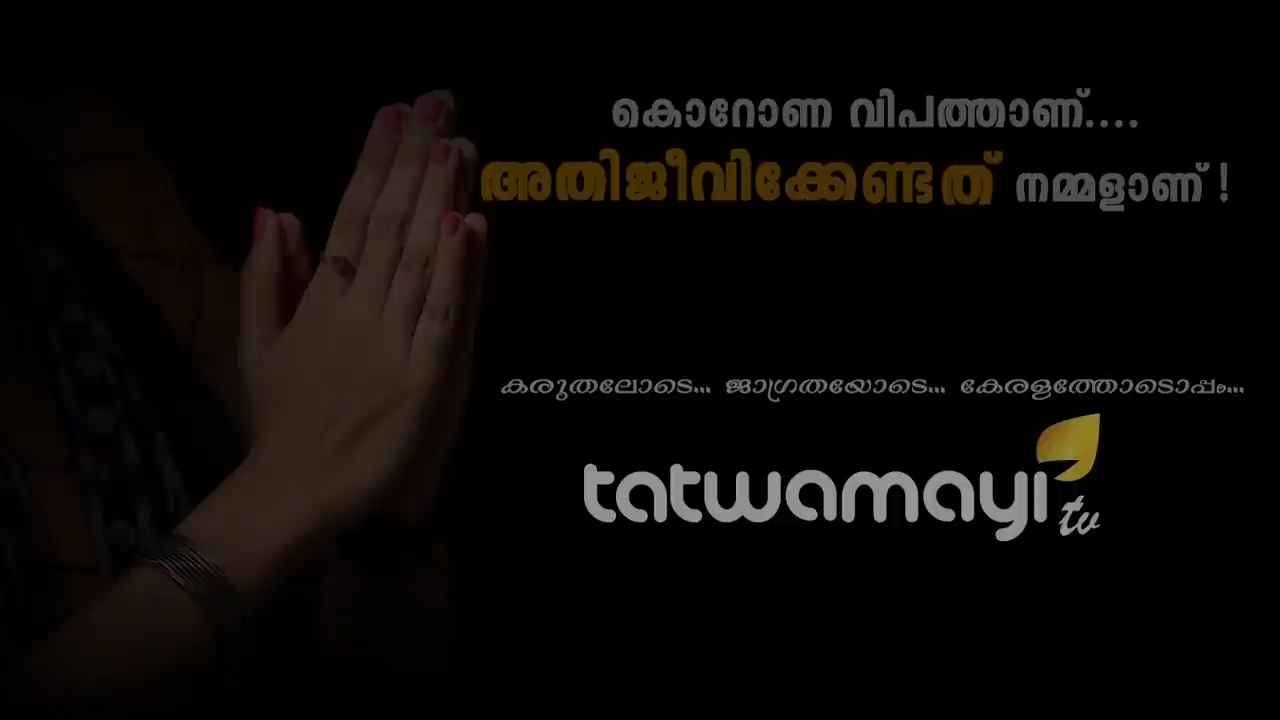 കൊറോണ വിപത്താണ്....
അതിജീവിക്കേണ്ടത് നമ്മളാണ് !
കരുതലോടെ... ജാഗ്രതയോടെ... കേരളത്തോടൊപ്പം...
tatwamayi
tv